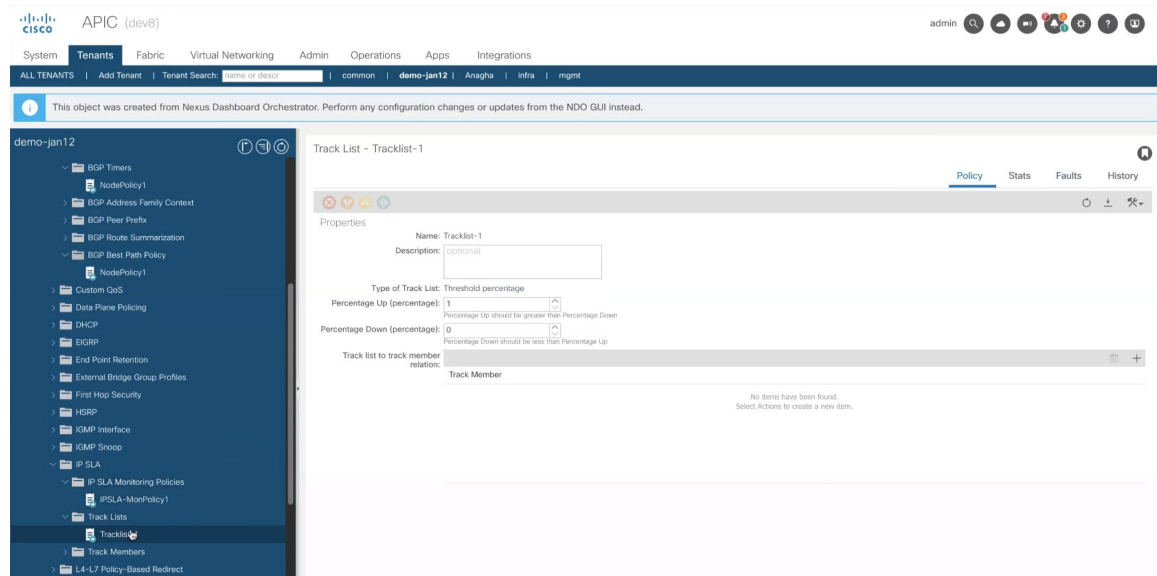 CISCO APIC (dev8) admin
System Tenants Fabric Virtual Networking Admin Operations Apps Integrations
ALL TENANTS | Add Tenant | Tenant Search: name or descr | common | demo-jan12 | Anagha | infra | mgmt
This object was created from Nexus Dashboard Orchestrator. Perform any configuration changes or updates from the NDO GUI instead.
demo-jan12
BGP Timers
NodePolicy1
BGP Address Family Context
BGP Peer Prefix
BGP Route Summarization
BGP Best Path Policy
NodePolicy1
Custom QoS
Data Plane Policing
DHCP
EIGRP
End Point Retention
External Bridge Group Profiles
First Hop Security
HSRP
IGMP Interface
IGMP Snoop
IP SLA
IP SLA Monitoring Policies
IPSLA-MonPolicy1
Track Lists
Tracklist
Track Members
L4-L7 Policy-Based Redirect
Track List - Tracklist-1
Policy Stats Faults History
Properties
Name: Tracklist-1
Description: optional
Type of Track List: Threshold percentage
Percentage Up (percentage): 1
Percentage Up should be greater than Percentage Down
Percentage Down (percentage): 0
Percentage Down should be less than Percentage Up
Track list to track member
relation:
Track Member
No items have been found.
Select Actions to create a new item.